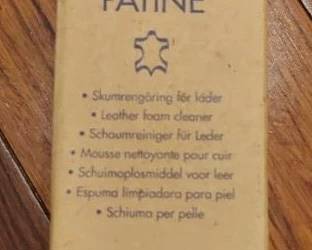 PATINE
• Skumrengöring för läder
• Leather foam cleaner
• Schaumreiniger für Leder
• Mousse nettoyante pour cuir
• Schuimoplosmiddel voor leer
• Espuma limpiadora para piel
• Schiuma per pelle